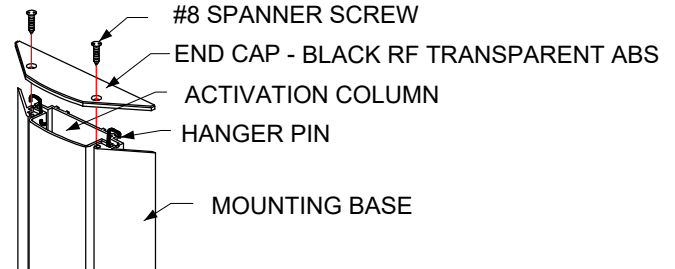 #8 SPANNER SCREW
END CAP - BLACK RF TRANSPARENT ABS
ACTIVATION COLUMN
HANGER PIN
MOUNTING BASE